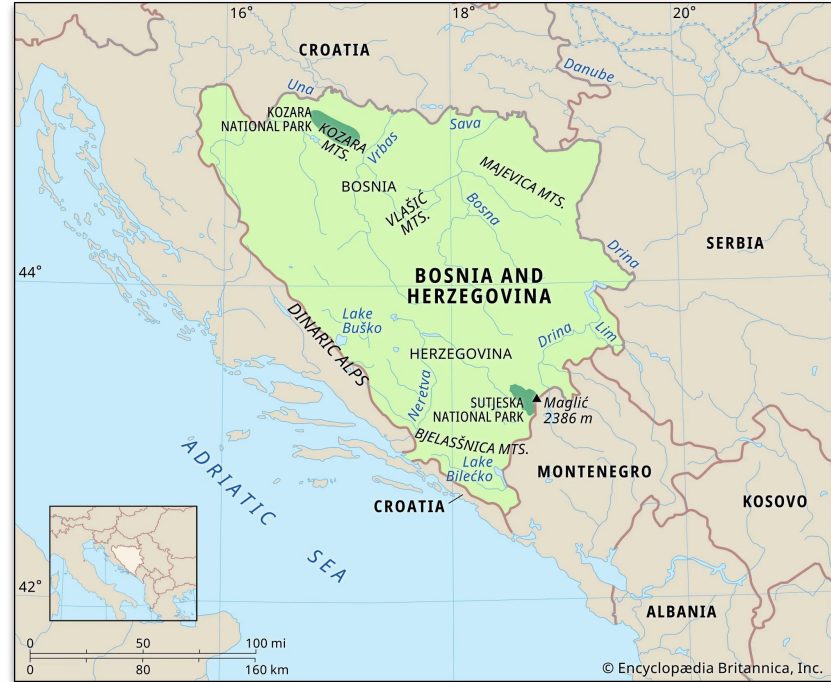 16°
18°
20°
CROATIA
Danube
Una
KOZARA
NATIONAL PARK
KOZARA
MTS.
Vrbas
Sava
BOSNIA
VLAŠIĆ
MTS.
MAJEVICA MTS.
Bosna
Drina
SERBIA
44°
BOSNIA AND
HERZEGOVINA
Lake
Buško
DINARIC ALPS
HERZEGOVINA
Drina
Lim
Neretva
SUTJESKA
NATIONAL PARK
Maglić
2386 m
BJELASŠNICA MTS.
Lake
Bilećko
MONTENEGRO
KOSOVO
CROATIA
ADRIATIC SEA
42°
ALBANIA
0 50 100 mi
0 80 160 km
© Encyclopædia Britannica, Inc.